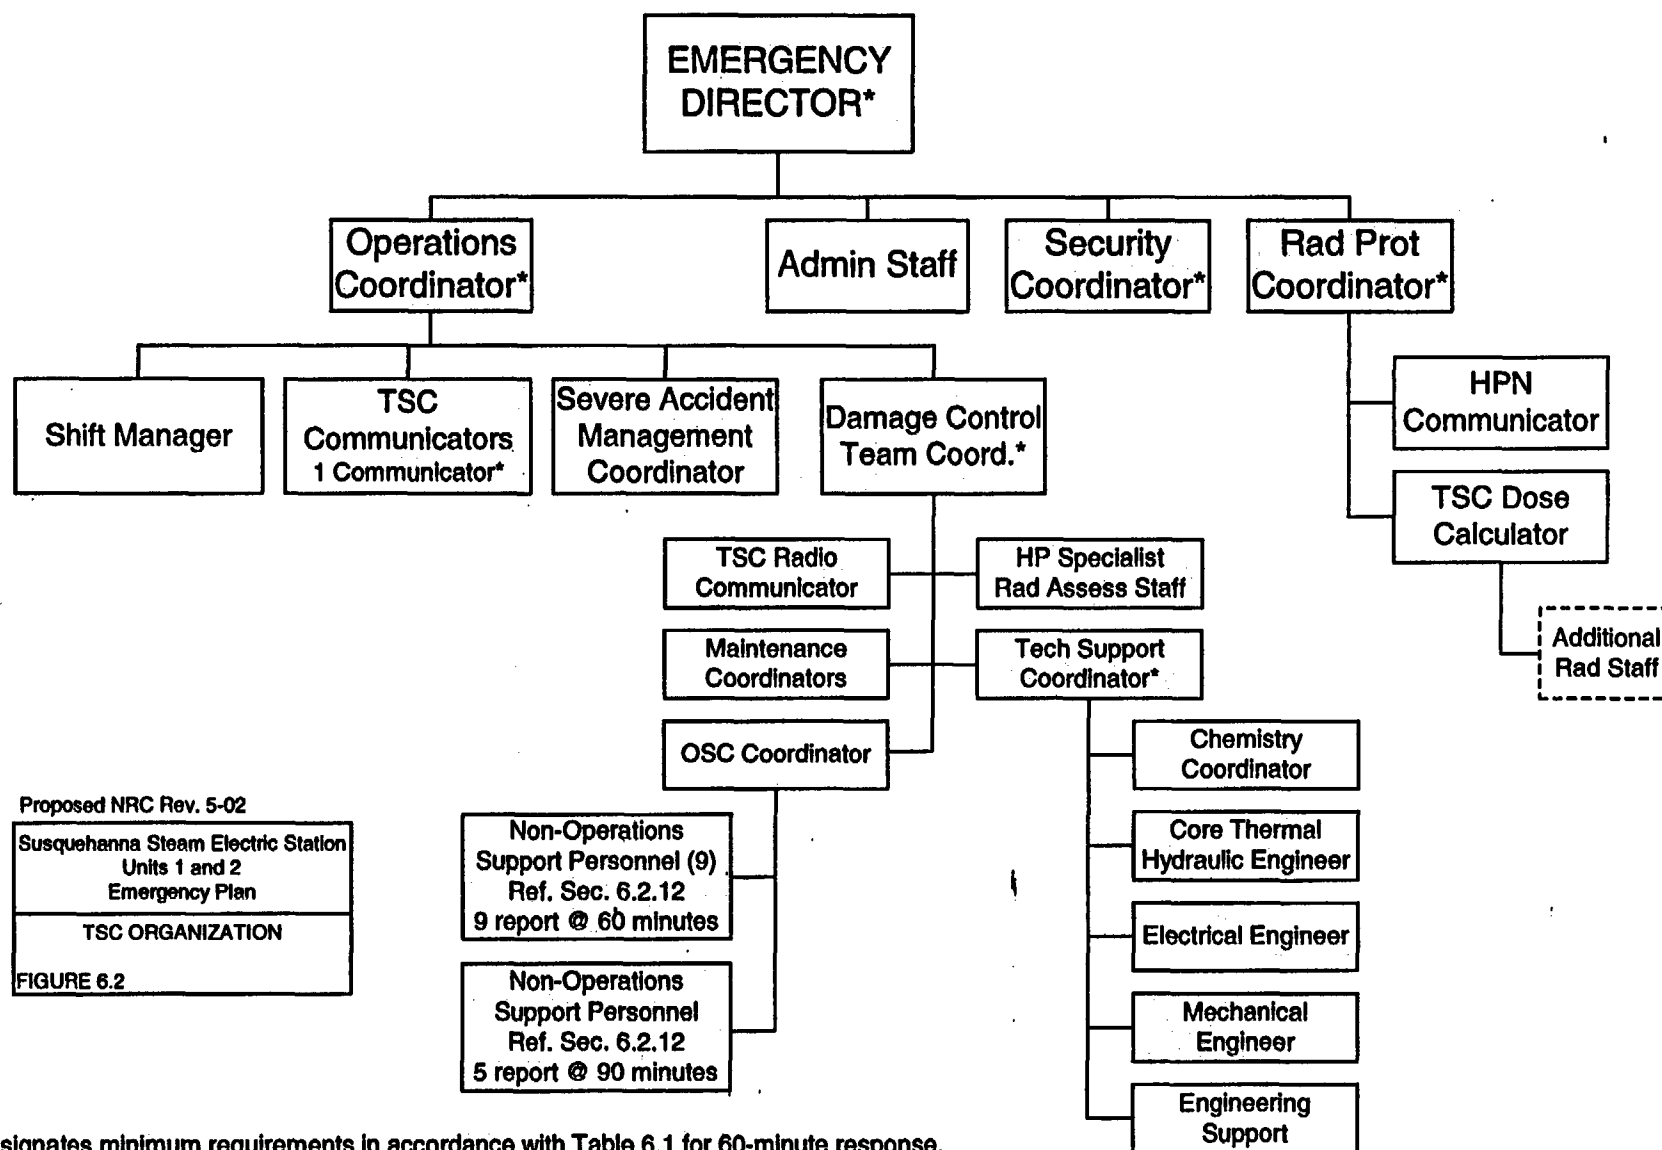 EMERGENCY
DIRECTOR*
Operations
Coordinator*
Admin Staff
Security
Coordinator*
Rad Prot
Coordinator*
Shift Manager
TSC
Communicators
1 Communicator*
Severe Accident
Management
Coordinator
Damage Control
Team Coord.*
HPN
Communicator
TSC Dose
Calculator
Additional
Rad Staff
TSC Radio
Communicator
HP Specialist
Rad Assess Staff
Maintenance
Coordinators
Tech Support
Coordinator*
OSC Coordinator
Chemistry
Coordinator
Core Thermal
Hydraulic Engineer
Electrical Engineer
Mechanical
Engineer
Engineering
Support
Non-Operations
Support Personnel (9)
Ref. Sec. 6.2.12
9 report @ 60 minutes
Non-Operations
Support Personnel
Ref. Sec. 6.2.12
5 report @ 90 minutes
Proposed NRC Rev. 5-02
Susquehanna Steam Electric Station
Units 1 and 2
Emergency Plan
TSC ORGANIZATION
FIGURE 6.2
signates minimum requirements in accordance with Table 6.1 for 60-minute response.